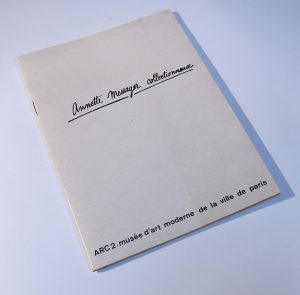 Annette Messager collectionneuse
ARC 2. musée d'art moderne de la ville de paris